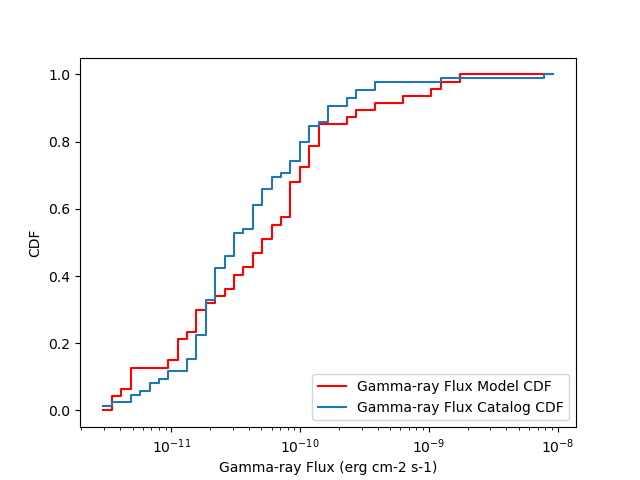 1.0
0.8
0.6
0.4
0.2
0.0
CDF
10⁻¹¹ 10⁻¹⁰ 10⁻⁹ 10⁻⁸
Gamma-ray Flux (erg cm-2 s-1)
Gamma-ray Flux Model CDF
Gamma-ray Flux Catalog CDF